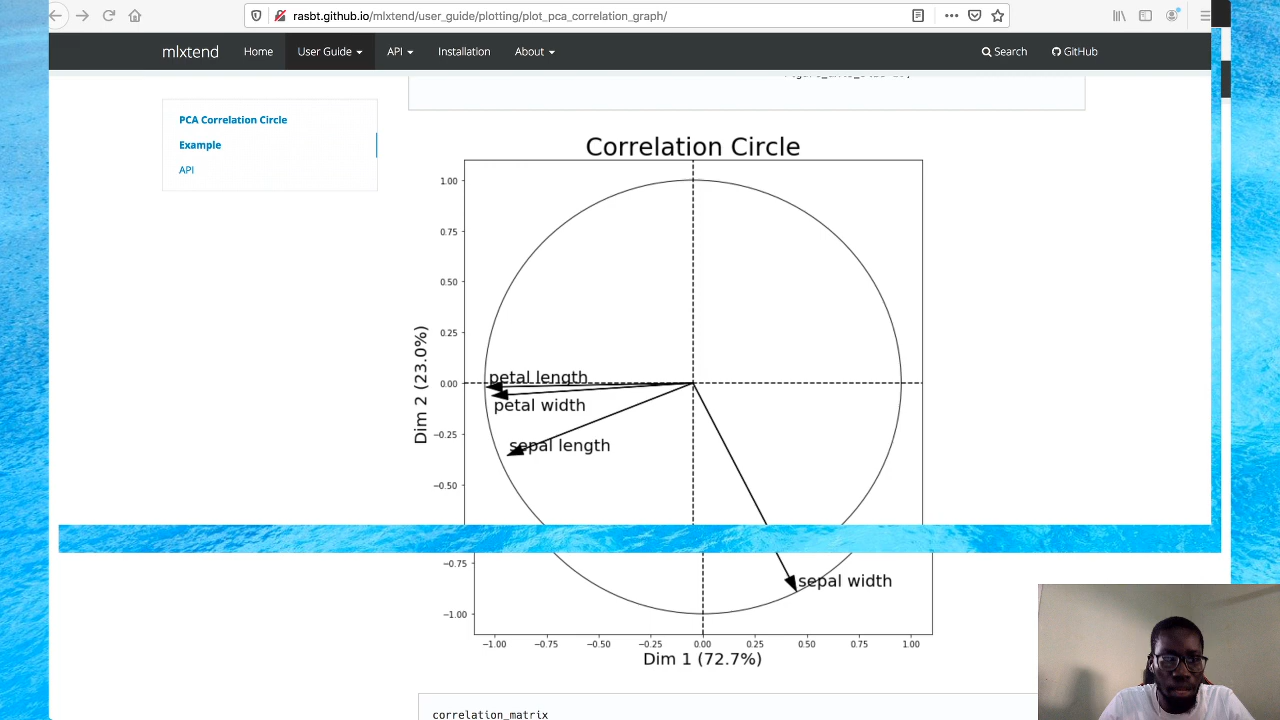 rasbt.github.io/mlxtend/user_guide/plotting/plot_pca_correlation_graph/
mlxtend Home User Guide API Installation About Search GitHub
PCA Correlation Circle
Example
API
Correlation Circle
1.00
0.75
0.50
0.25
0.00
−0.25
−0.50
−0.75
−1.00
Dim 2 (23.0%)
petal length
petal width
sepal length
sepal width
−1.00 −0.75 −0.50 −0.25 0.00 0.25 0.50 0.75 1.00
Dim 1 (72.7%)
correlation_matrix